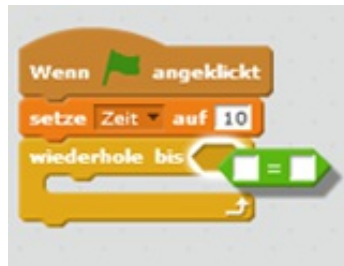 Wenn angeklickt
setze Zeit auf 10
wiederhole bis =